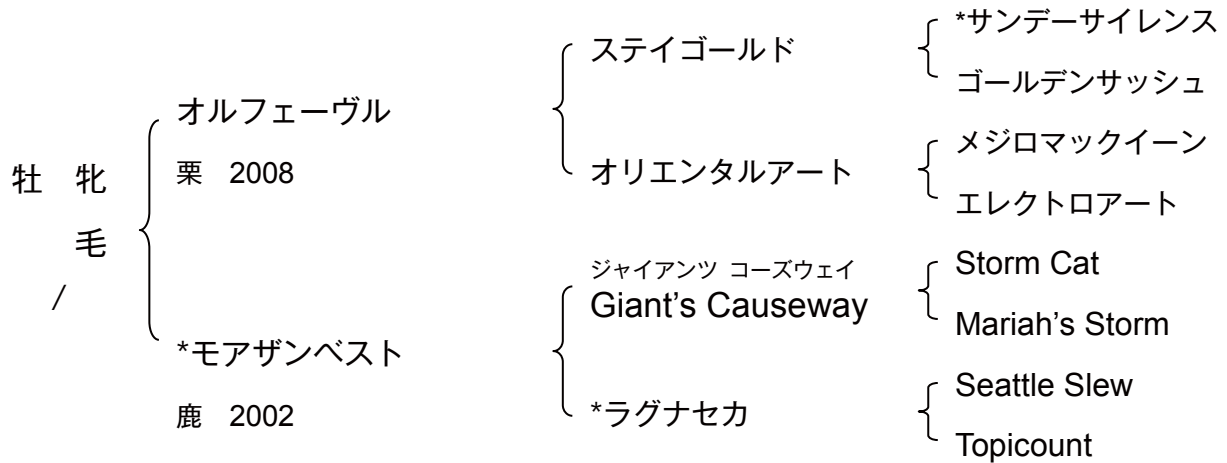 牡 牝
毛
/
オルフェーヴル
栗 2008
*モアザンベスト
鹿 2002
ステイゴールド
オリエンタルアート
ジャイアンツ コーズウェイ
Giant’s Causeway
*ラグナセカ
*サンデーサイレンス
ゴールデンサッシュ
メジロマックイーン
エレクトロアート
Storm Cat
Mariah’s Storm
Seattle Slew
Topicount